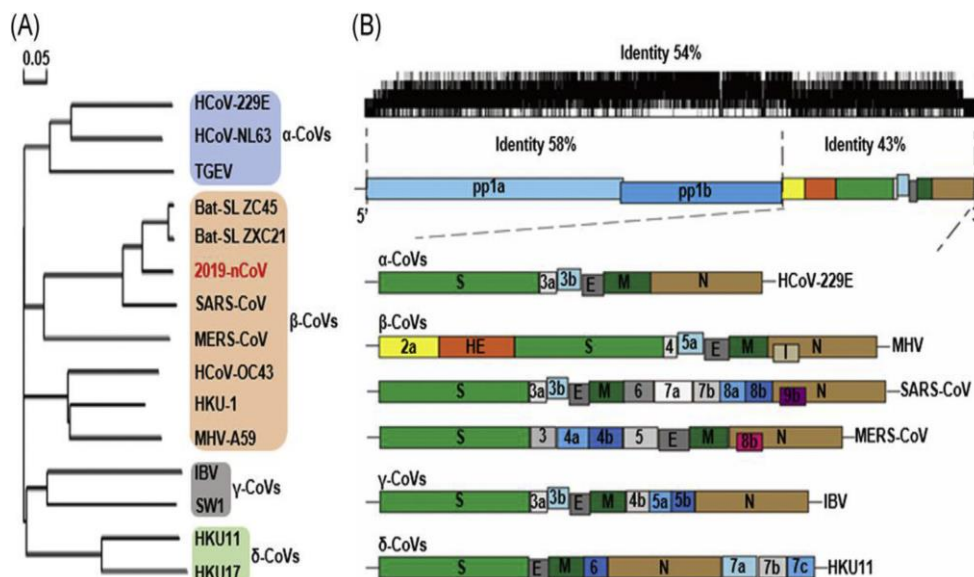 (A)
0.05
HCoV-229E
HCoV-NL63
α-CoVs
TGEV
Bat-SL ZC45
Bat-SL ZXC21
2019-nCoV
SARS-CoV
β-CoVs
MERS-CoV
HCoV-OC43
HKU-1
MHV-A59
IBV
γ-CoVs
SW1
HKU11
δ-CoVs
HKU17
(B)
Identity 54%
Identity 58% Identity 43%
pp1a pp1b
5'
α-CoVs
S 3a 3b E M N HCoV-229E
β-CoVs
2a HE S 4 5a E M I N MHV
S 3a 3b E M 6 7a 7b 8a 8b 9b N SARS-CoV
S 3 4a 4b 5 E M 8b N MERS-CoV
γ-CoVs
S 3a 3b E M 4b 5a 5b N IBV
δ-CoVs
S E M 6 N 7a 7b 7c HKU11